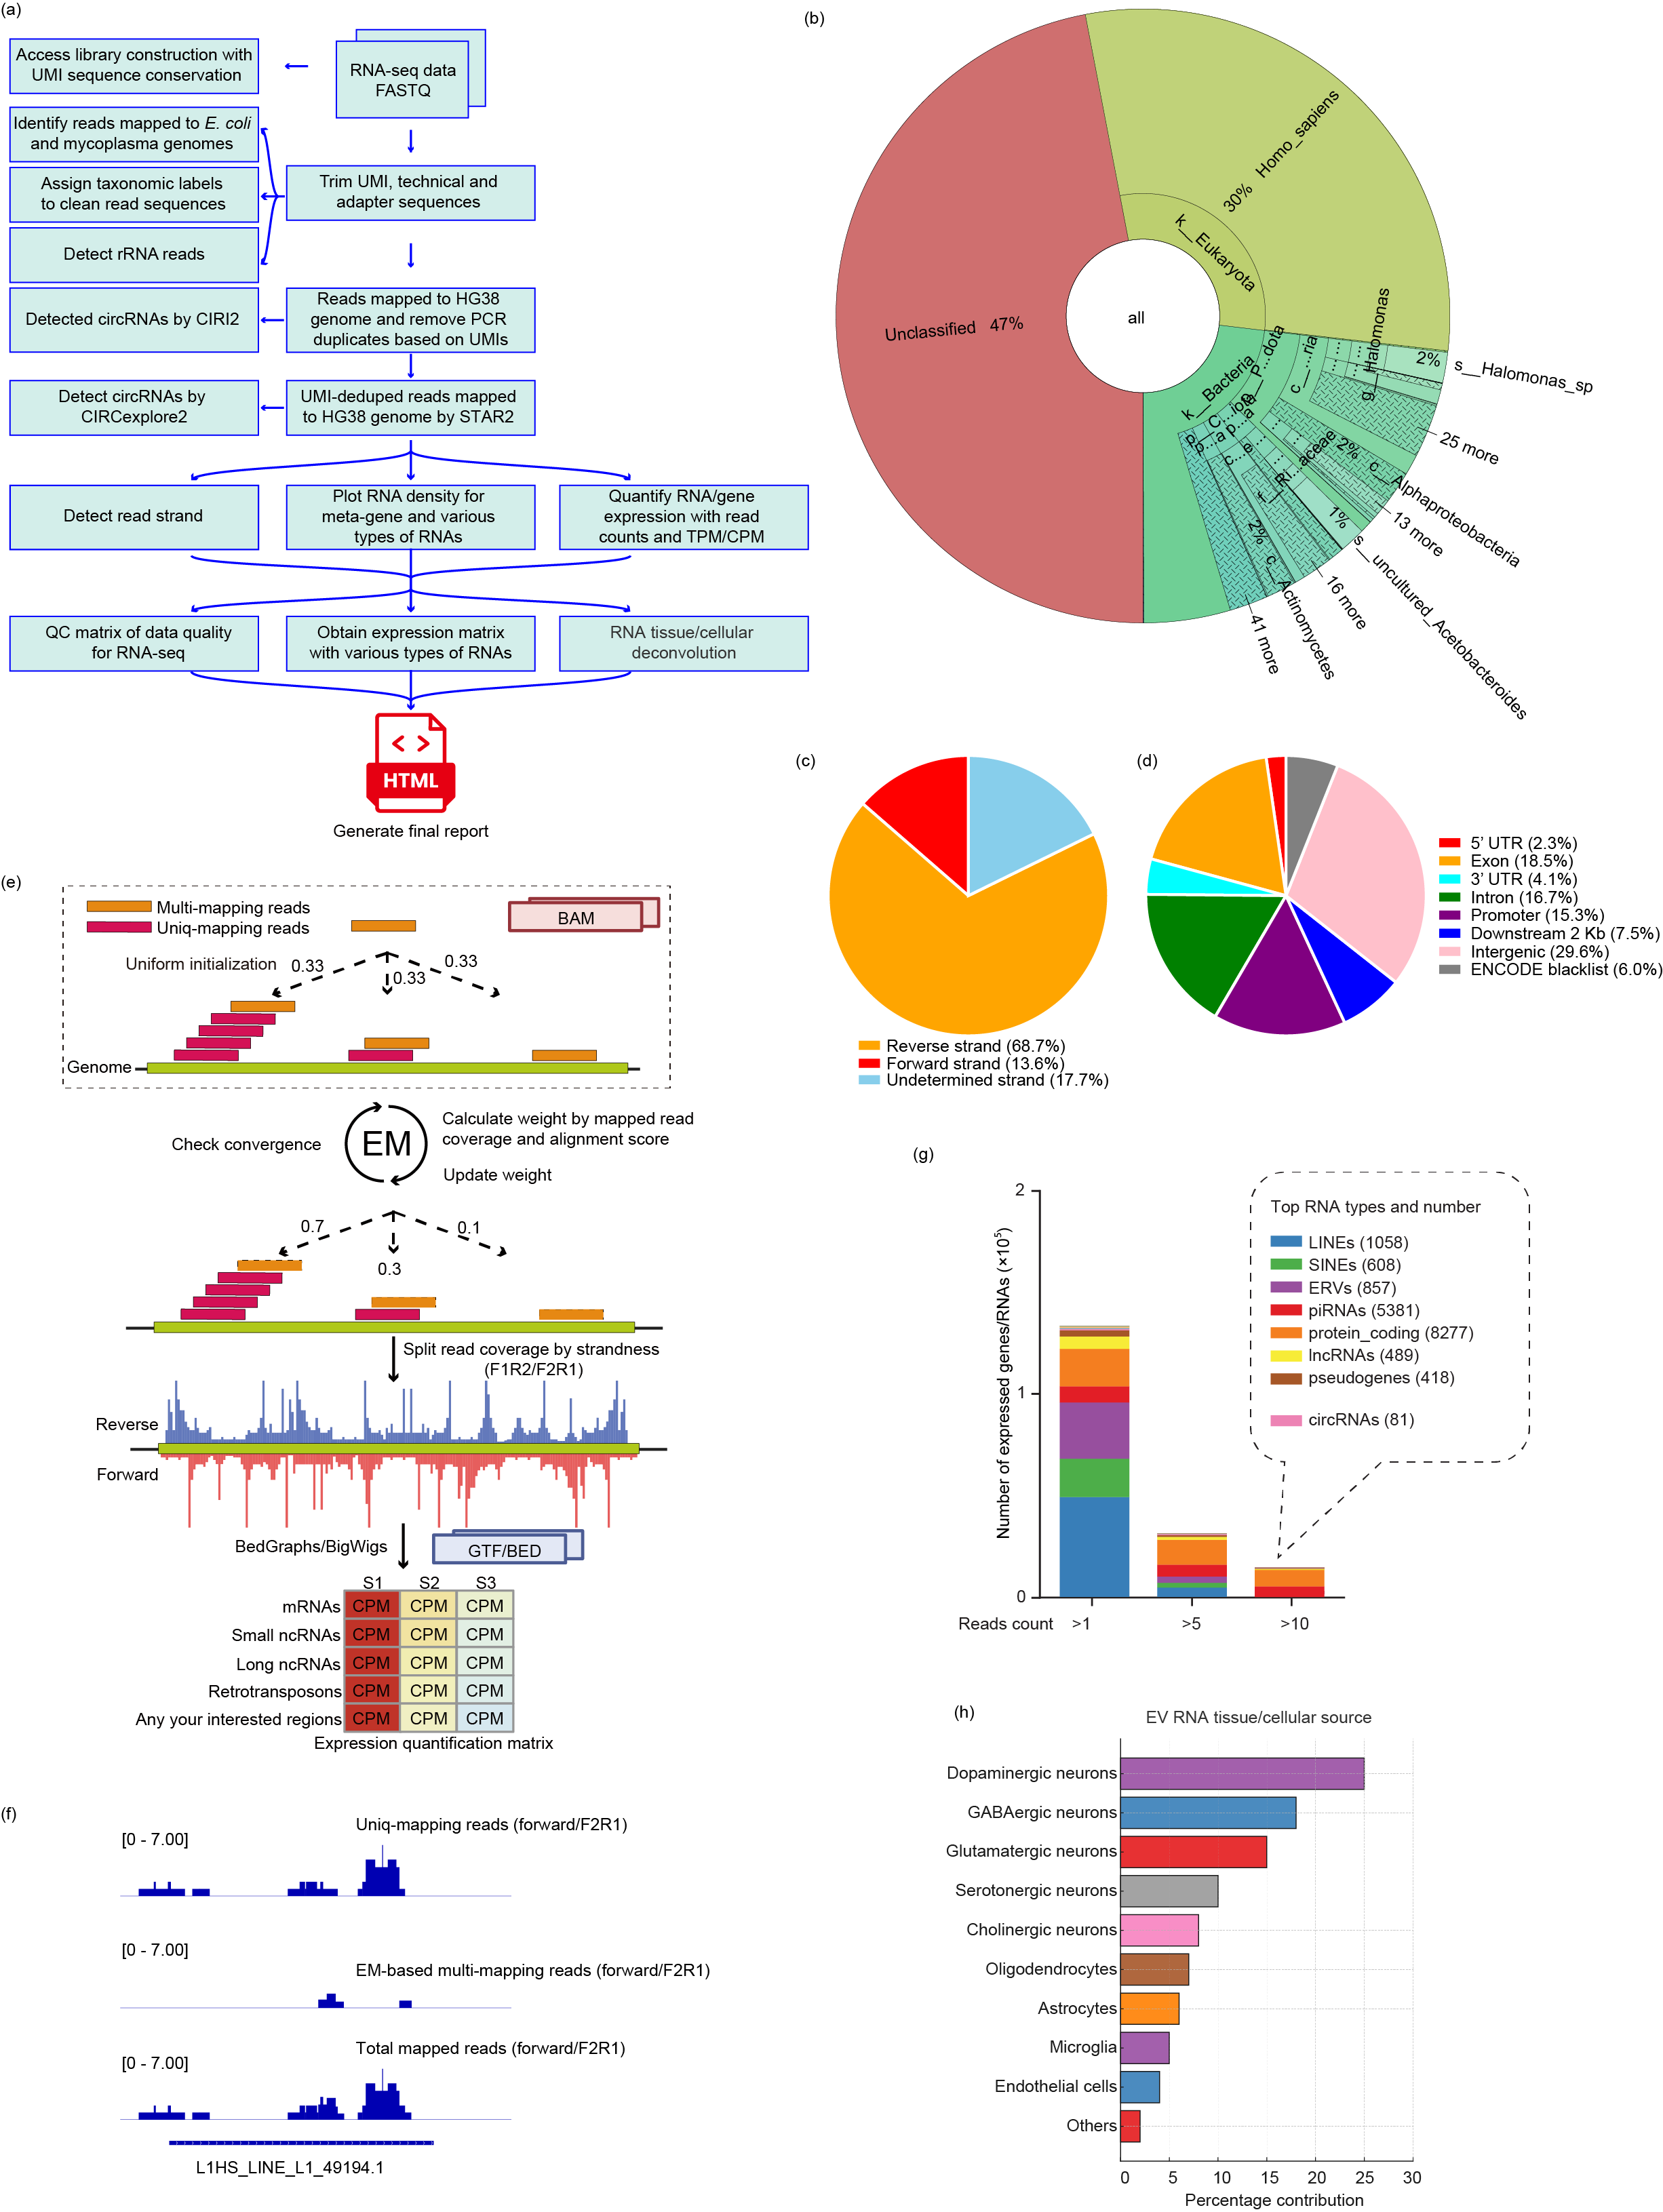 (a)
Access library construction with
UMI sequence conservation
RNA-seq data
FASTQ
Identify reads mapped to E. coli
and mycoplasma genomes
Assign taxonomic labels
to clean read sequences
Trim UMI, technical and
adapter sequences
Detect rRNA reads
Detected circRNAs by CIRI2
Reads mapped to HG38
genome and remove PCR
duplicates based on UMIs
Detect circRNAs by
CIRCexplore2
UMI-deduped reads mapped
to HG38 genome by STAR2
Detect read strand
Plot RNA density for
meta-gene and various
types of RNAs
Quantify RNA/gene
expression with read
counts and TPM/CPM
QC matrix of data quality
for RNA-seq
Obtain expression matrix
with various types of RNAs
RNA tissue/cellular
deconvolution
< >
HTML
Generate final report
(b)
all
Unclassified 47%
30% Homo_sapiens
k__Eukaryota
k__Bacteria
g__Halomonas
2% s__Halomonas_sp
25 more
2% c__Alphaproteobacteria
13 more
1% s__uncultured_Acetobacteroides
16 more
2% c__Actinomycetes
41 more
(c)
Reverse strand (68.7%)
Forward strand (13.6%)
Undetermined strand (17.7%)
(d)
5’ UTR (2.3%)
Exon (18.5%)
3’ UTR (4.1%)
Intron (16.7%)
Promoter (15.3%)
Downstream 2 Kb (7.5%)
Intergenic (29.6%)
ENCODE blacklist (6.0%)
(e)
Multi-mapping reads
Uniq-mapping reads
BAM
Uniform initialization
0.33
0.33
0.33
Genome
Check convergence
EM
Calculate weight by mapped read
coverage and alignment score
Update weight
0.7
0.3
0.1
Split read coverage by strandness
(F1R2/F2R1)
Reverse
Forward
BedGraphs/BigWigs
GTF/BED
S1 S2 S3
mRNAs CPM CPM CPM
Small ncRNAs CPM CPM CPM
Long ncRNAs CPM CPM CPM
Retrotransposons CPM CPM CPM
Any your interested regions CPM CPM CPM
Expression quantification matrix
(f)
Uniq-mapping reads (forward/F2R1)
[0 - 7.00]
[0 - 7.00]
EM-based multi-mapping reads (forward/F2R1)
Total mapped reads (forward/F2R1)
[0 - 7.00]
L1HS_LINE_L1_49194.1
(g)
Number of expressed genes/RNAs (×10⁵)
2
1
0
Reads count >1 >5 >10
Top RNA types and number
LINEs (1058)
SINEs (608)
ERVs (857)
piRNAs (5381)
protein_coding (8277)
lncRNAs (489)
pseudogenes (418)
circRNAs (81)
(h)
EV RNA tissue/cellular source
Dopaminergic neurons
GABAergic neurons
Glutamatergic neurons
Serotonergic neurons
Cholinergic neurons
Oligodendrocytes
Astrocytes
Microglia
Endothelial cells
Others
0 5 10 15 20 25 30
Percentage contribution